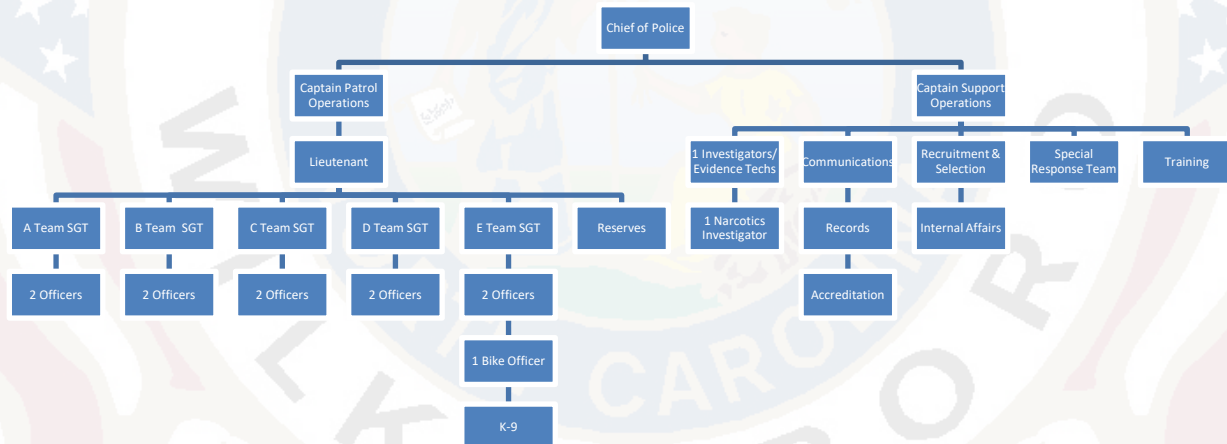 Chief of Police
Captain Patrol
Operations
Captain Support
Operations
Lieutenant
1 Investigators/
Evidence Techs
Communications
Recruitment &
Selection
Special
Response Team
Training
A Team SGT
B Team SGT
C Team SGT
D Team SGT
E Team SGT
Reserves
1 Narcotics
Investigator
Records
Internal Affairs
2 Officers
2 Officers
2 Officers
2 Officers
2 Officers
Accreditation
1 Bike Officer
K-9